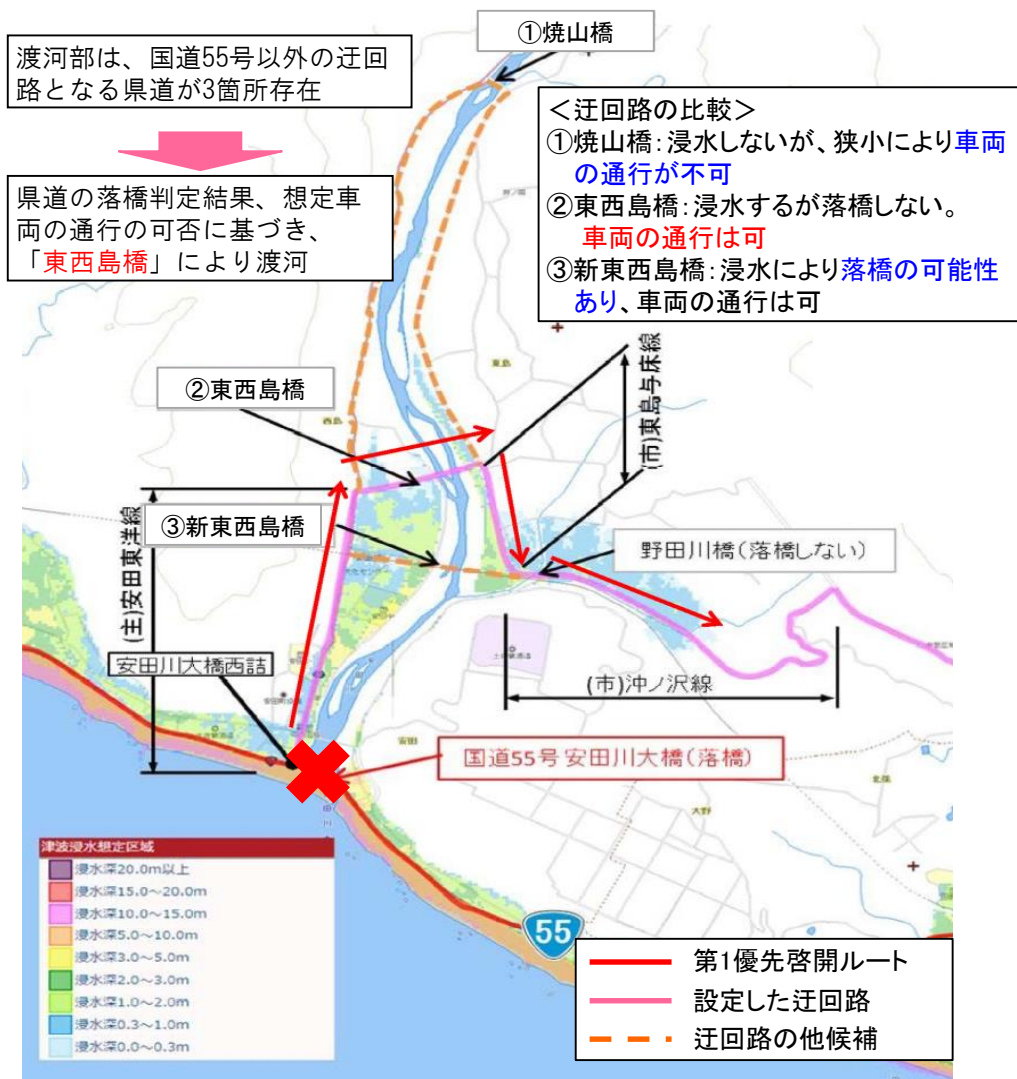 ①焼山橋
渡河部は、国道55号以外の迂回
路となる県道が3箇所存在
県道の落橋判定結果、想定車
両の通行の可否に基づき、
「東西島橋」により渡河
＜迂回路の比較＞
①焼山橋：浸水しないが、狭小により車両
の通行が不可
②東西島橋：浸水するが落橋しない。
車両の通行は可
③新東西島橋：浸水により落橋の可能性
あり、車両の通行は可
東島
②東西島橋
西島
(市)東島与床線
③新東西島橋
野田川橋(落橋しない)
(主)安田東洋線
安田川大橋西詰
(市)沖ノ沢線
安田
国道55号 安田川大橋(落橋)
大野
津波浸水想定区域
浸水深20.0m以上
浸水深15.0～20.0m
浸水深10.0～15.0m
浸水深5.0～10.0m
浸水深3.0～5.0m
浸水深2.0～3.0m
浸水深1.0～2.0m
浸水深0.3～1.0m
浸水深0.0～0.3m
55
第1優先啓開ルート
設定した迂回路
迂回路の他候補